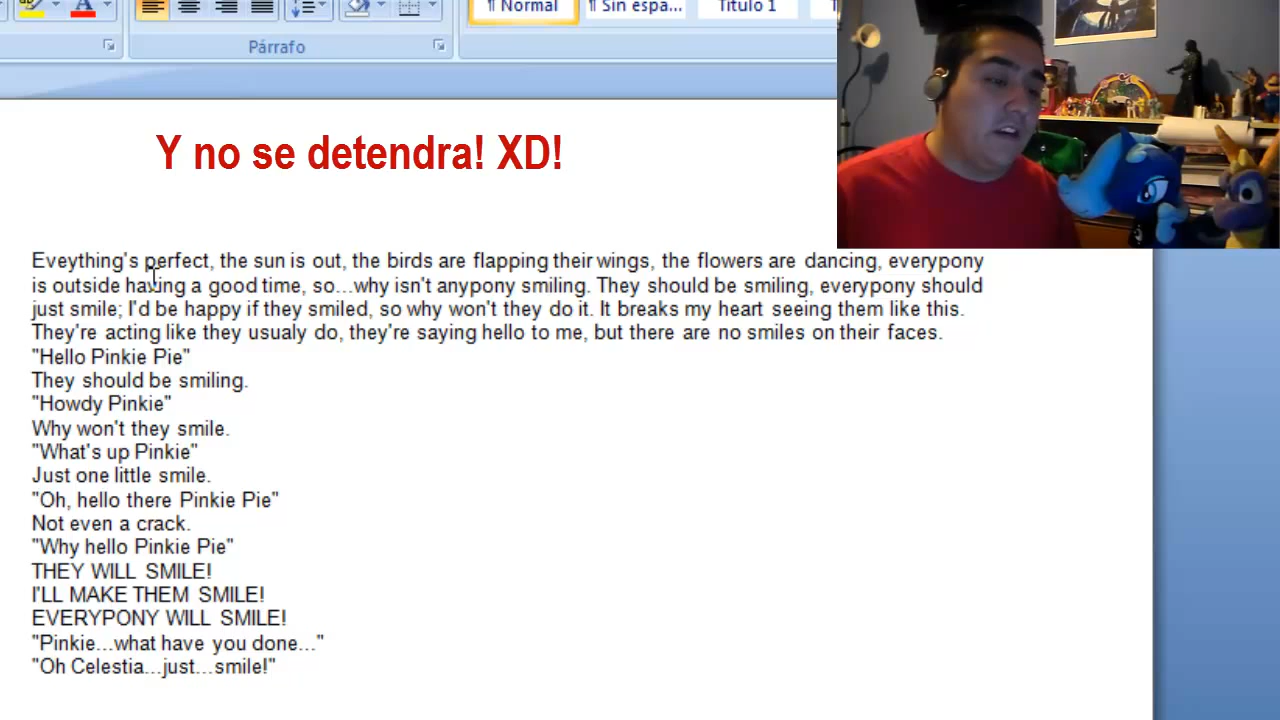 ¶ Normal
¶ Sin espa...
Título 1
Párrafo
Y no se detendra! XD!
Eveything's perfect, the sun is out, the birds are flapping their wings, the flowers are dancing, everypony
is outside having a good time, so...why isn't anypony smiling. They should be smiling, everypony should
just smile; I'd be happy if they smiled, so why won't they do it. It breaks my heart seeing them like this.
They're acting like they usualy do, they're saying hello to me, but there are no smiles on their faces.
"Hello Pinkie Pie"
They should be smiling.
"Howdy Pinkie"
Why won't they smile.
"What's up Pinkie"
Just one little smile.
"Oh, hello there Pinkie Pie"
Not even a crack.
"Why hello Pinkie Pie"
THEY WILL SMILE!
I'LL MAKE THEM SMILE!
EVERYPONY WILL SMILE!
"Pinkie...what have you done..."
"Oh Celestia...just...smile!"